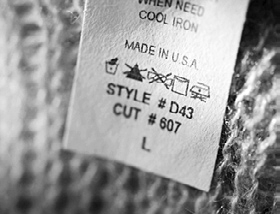 WHEN NEED
COOL IRON
MADE IN U.S.A.
STYLE # D43
CUT # 607
L